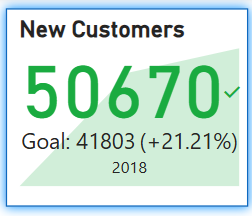 New Customers
50670✓
Goal: 41803 (+21.21%)
2018